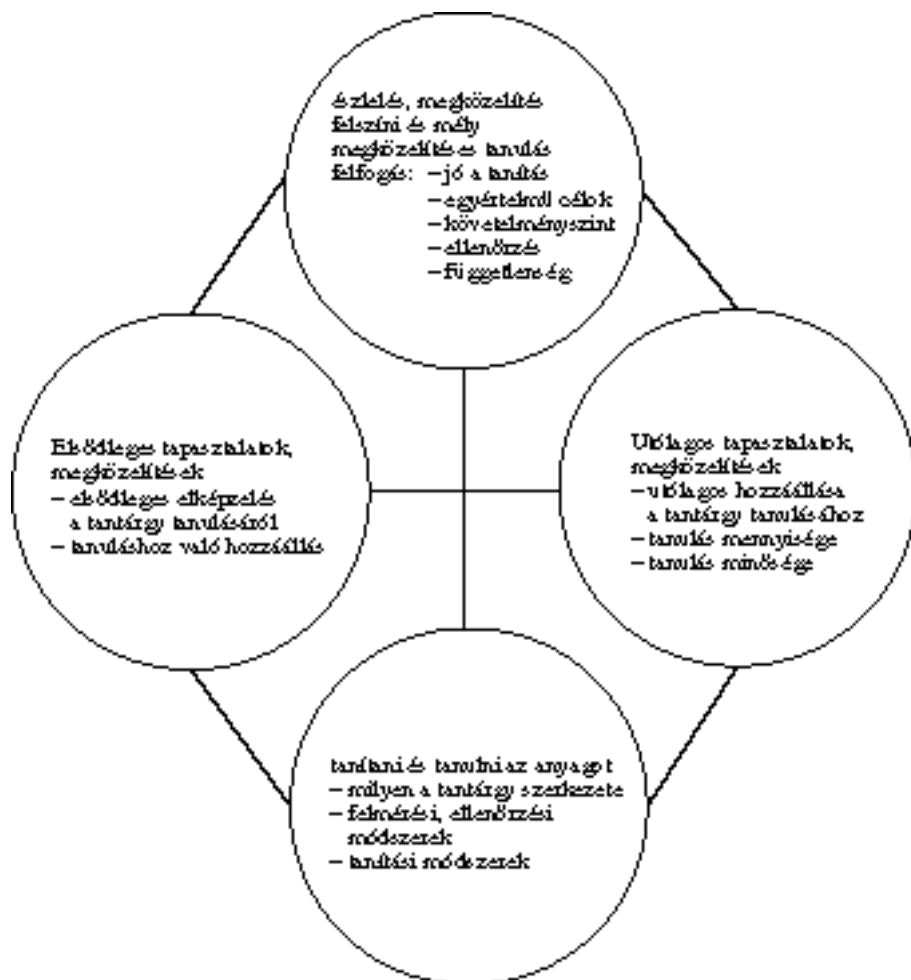 észlelés, megközelítés
felszíni és mély
megközelítéses tanulás
felfogás: – jó a tanítás
– egyértelműl célok
– követelményszint
– ellenőrzés
– függetlenség
Elsődleges tapasztalatok,
megközelítések
– elsődleges elképzelés
a tantárgy tanulásáról
– tanuláshoz való hozzáállás
Utólagos tapasztalatok,
megközelítések
– utólagos hozzáállása
a tantárgy tanulásához
– tanulás mennyisége
– tanulás minősége
tanítani és tanulni az anyagot
– milyen a tantárgy szerkezete
– felmérési, ellenőrzési
módszerek
– tanítási módszerek